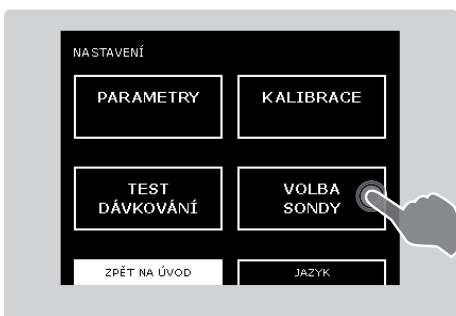 NASTAVENÍ
PARAMETRY
KALIBRACE
TEST
DÁVKOVÁNÍ
VOLBA
SONDY
ZPĚT NA ÚVOD
JAZYK